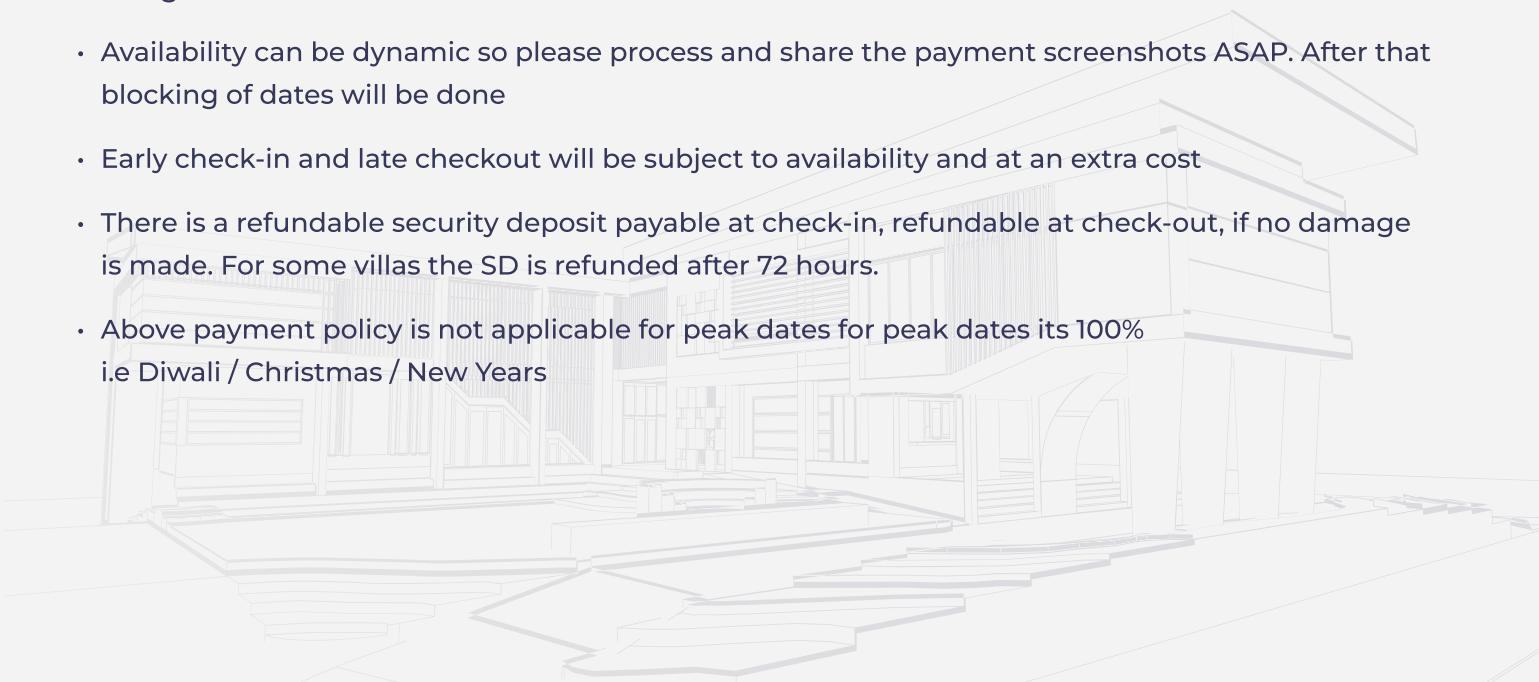 • Availability can be dynamic so please process and share the payment screenshots ASAP. After that
blocking of dates will be done
• Early check-in and late checkout will be subject to availability and at an extra cost
• There is a refundable security deposit payable at check-in, refundable at check-out, if no damage
is made. For some villas the SD is refunded after 72 hours.
• Above payment policy is not applicable for peak dates for peak dates its 100%
i.e Diwali / Christmas / New Years